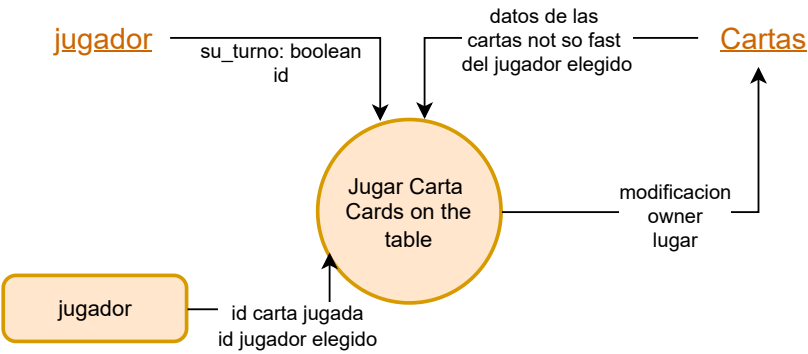 jugador
su_turno: boolean
id
datos de las
cartas not so fast
del jugador elegido
Cartas
Jugar Carta
Cards on the
table
modificacion
owner
lugar
jugador
id carta jugada
id jugador elegido